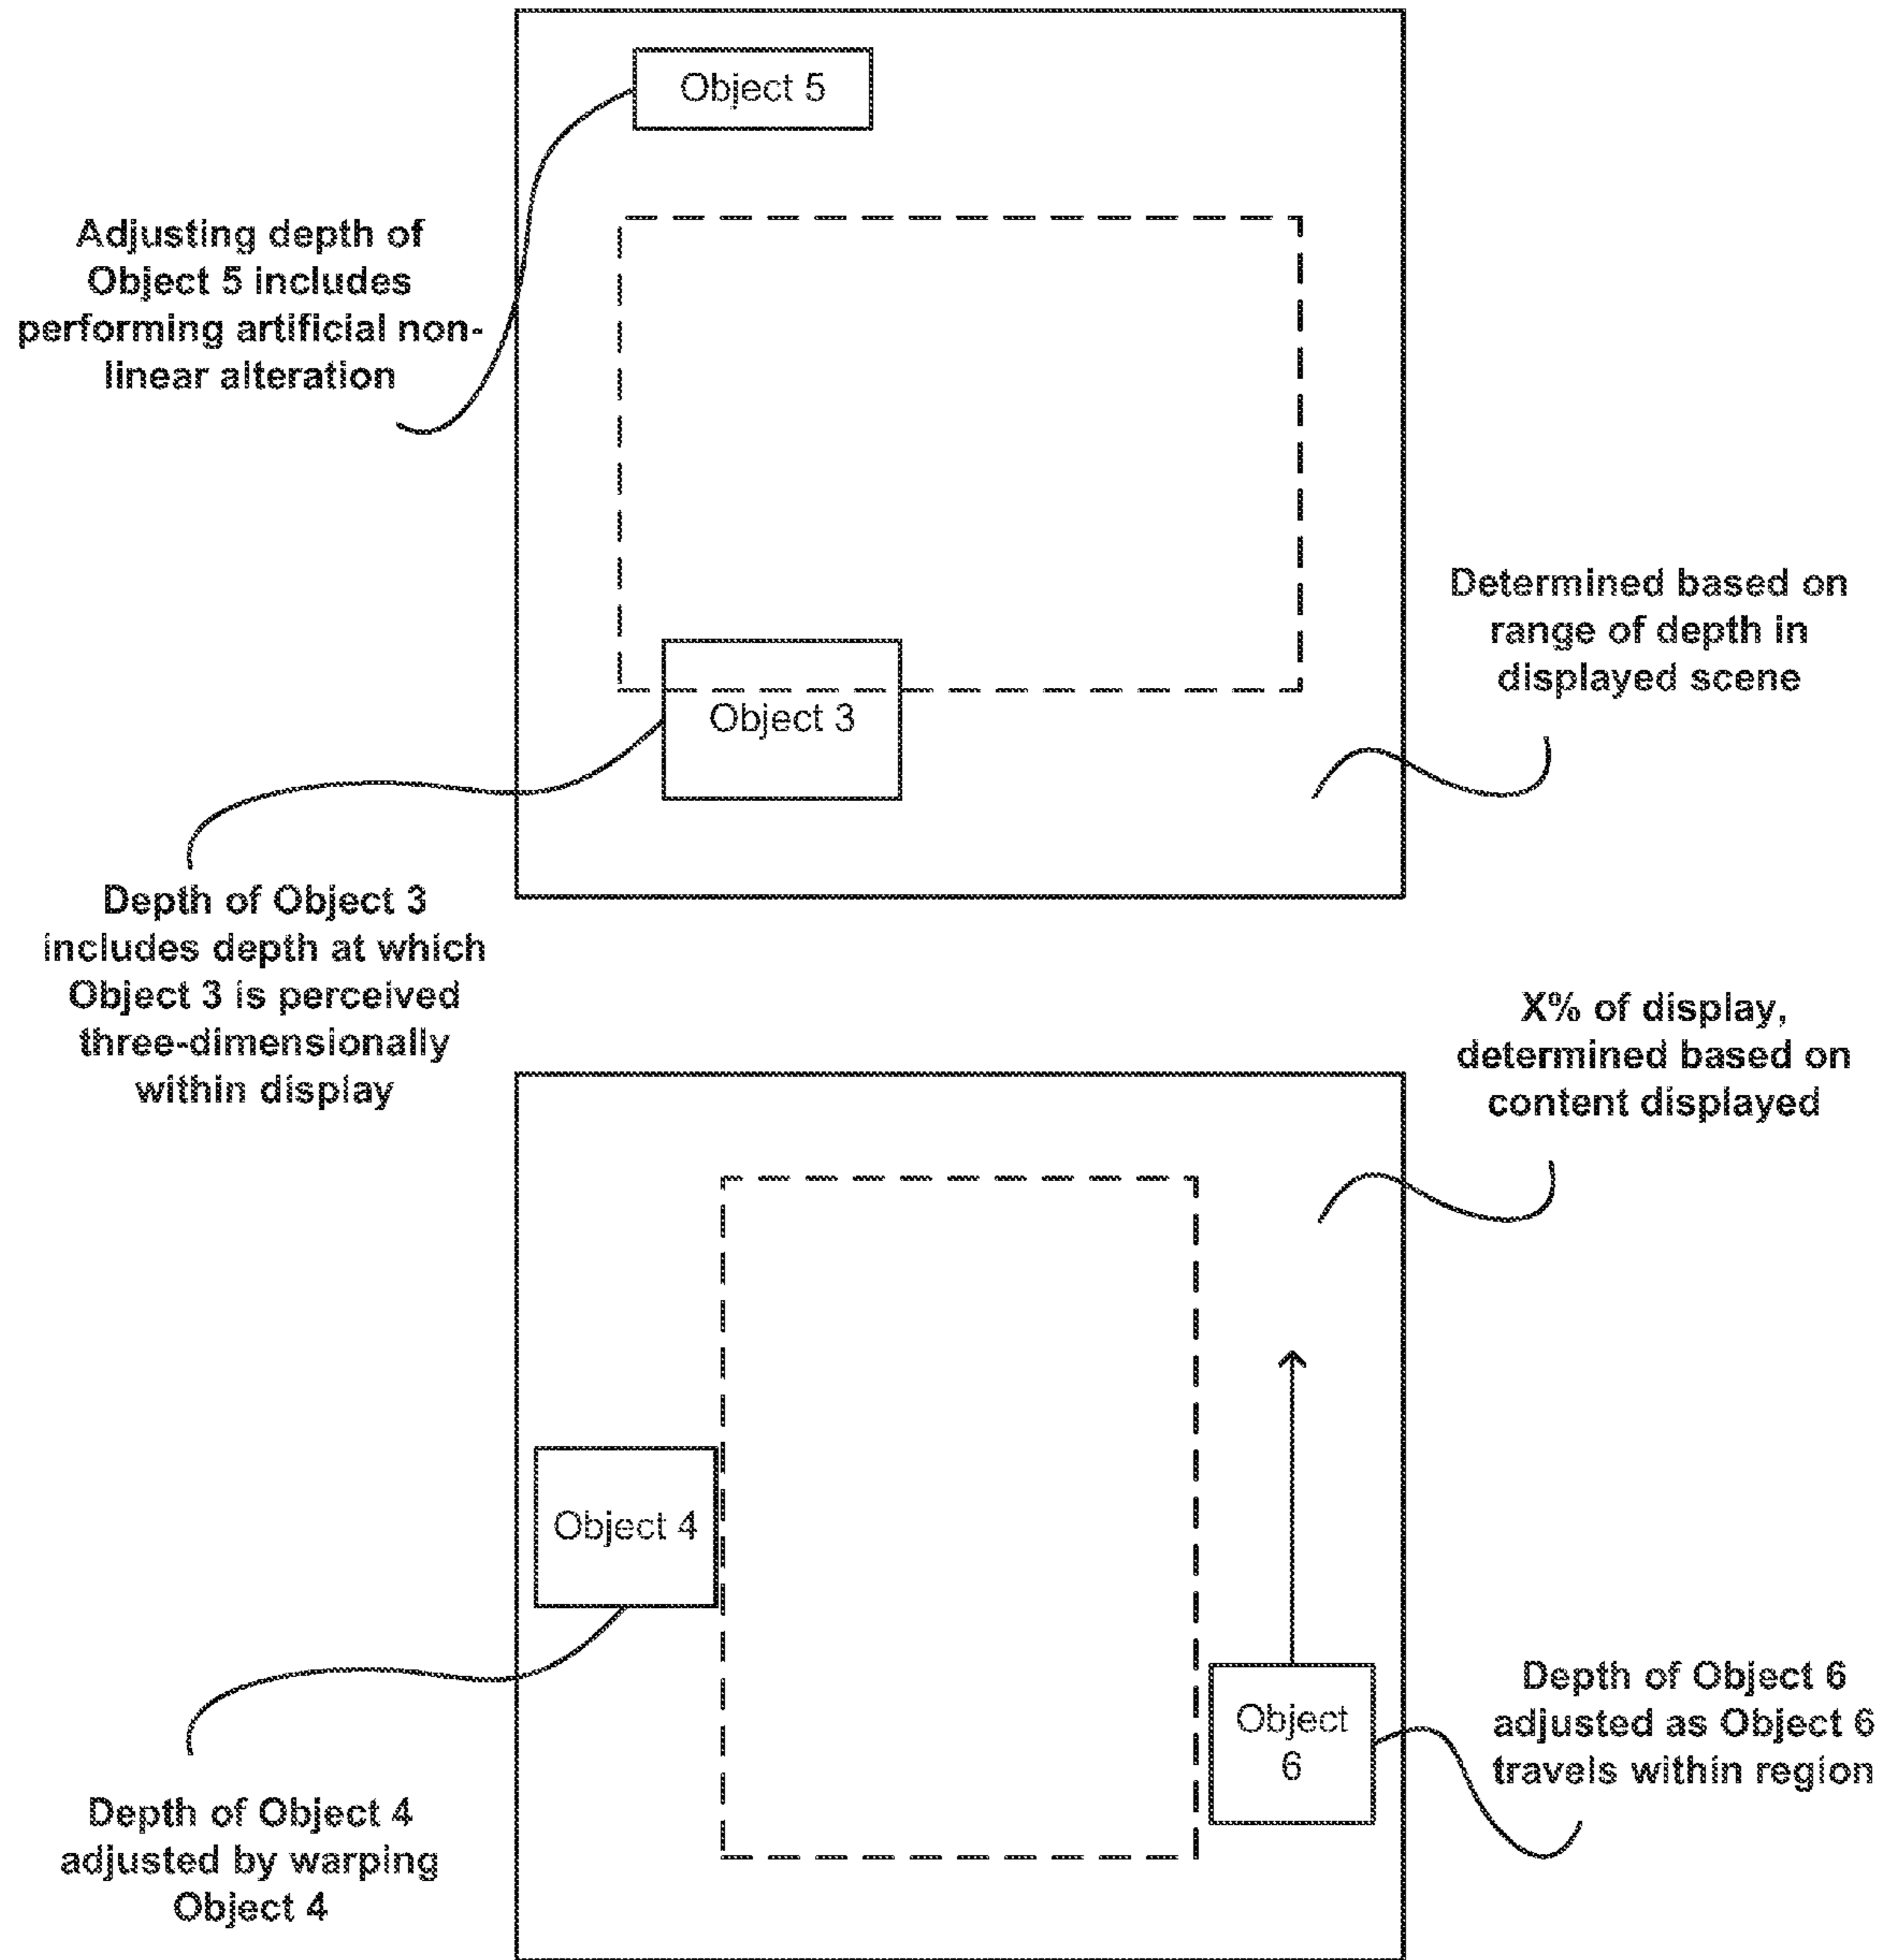 Object 5
Adjusting depth of
Object 5 includes
performing artificial non-
linear alteration
Determined based on
range of depth in
displayed scene
Object 3
Depth of Object 3
includes depth at which
Object 3 is perceived
three-dimensionally
within display
X% of display,
determined based on
content displayed
Object 4
Object
6
Depth of Object 6
adjusted as Object 6
travels within region
Depth of Object 4
adjusted by warping
Object 4